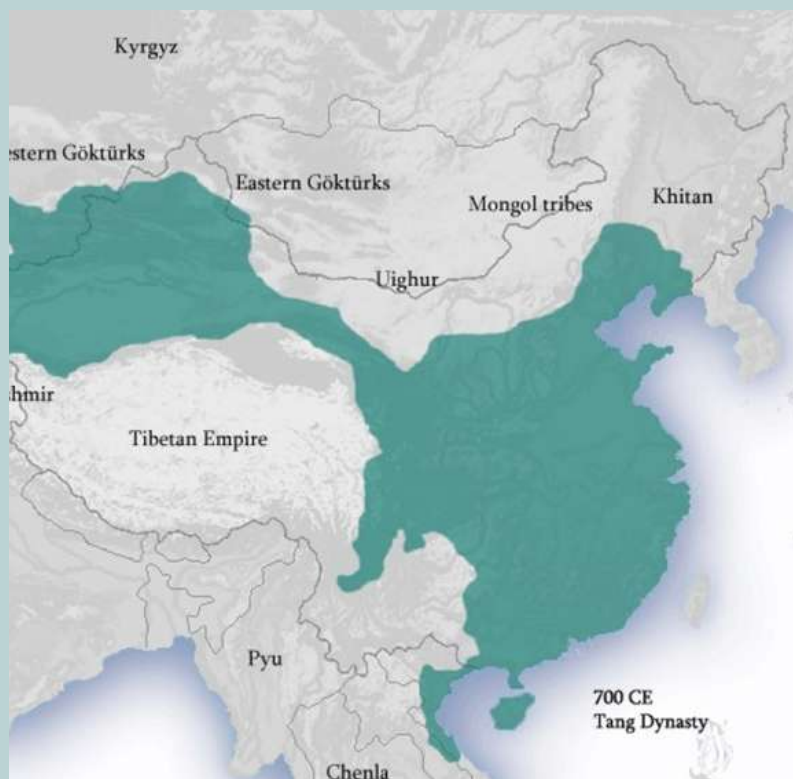 Kyrgyz
estern Göktürks
Eastern Göktürks
Mongol tribes
Khitan
Uighur
hmir
Tibetan Empire
Pyu
700 CE
Tang Dynasty
Chenla